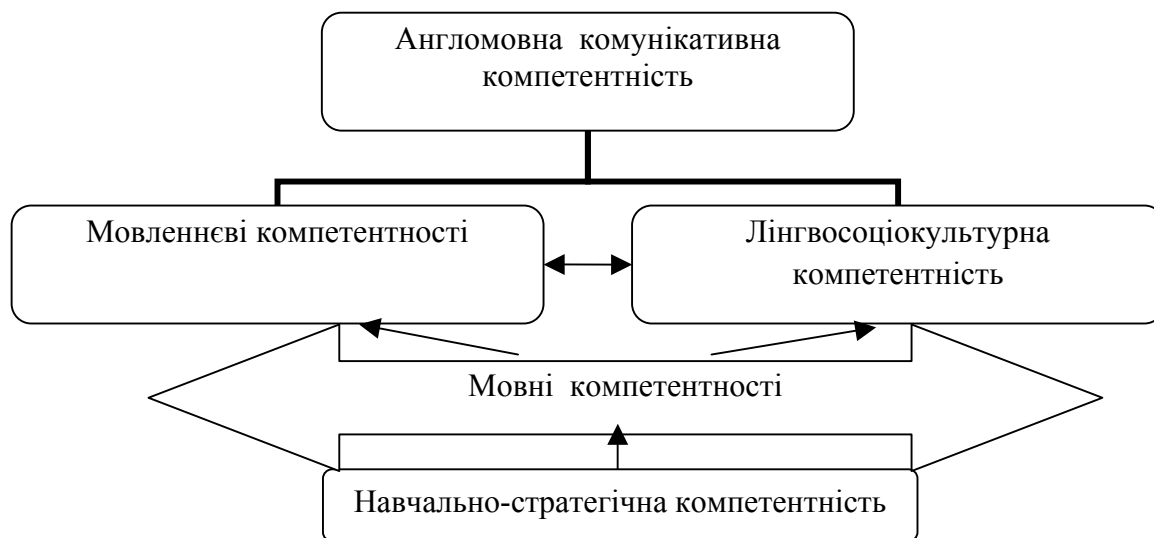 Англомовна комунікативна
компетентність
Мовленнєві компетентності
Лінгвосоціокультурна
компетентність
Мовні компетентності
Навчально-стратегічна компетентність